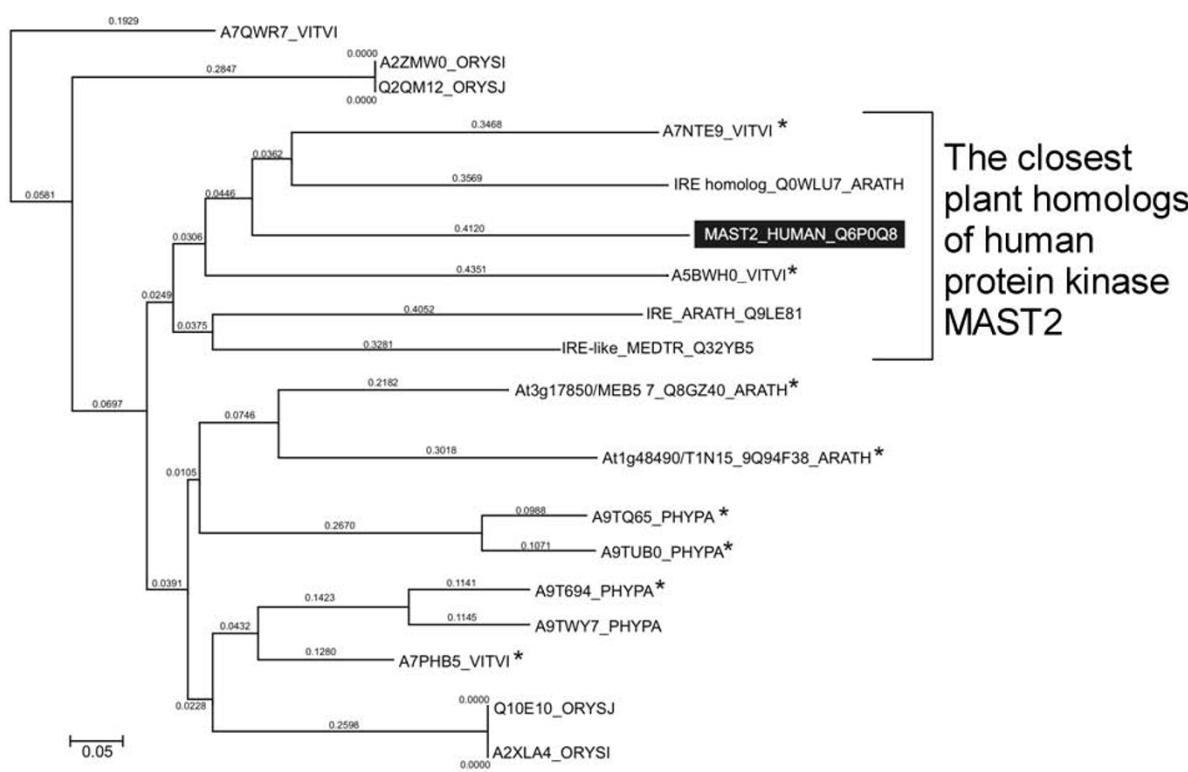 0.1929
A7QWR7_VITVI
0.0000
A2ZMW0_ORYSI
0.2847
Q2QM12_ORYSJ
0.0000
0.3468
A7NTE9_VITVI *
0.0362
0.3569
IRE homolog_Q0WLU7_ARATH
0.0446
0.0581
0.4120
MAST2_HUMAN_Q6P0Q8
0.0306
0.4351
A5BWH0_VITVI*
0.0249
0.4052
IRE_ARATH_Q9LE81
0.0375
0.3281
IRE-like_MEDTR_Q32YB5
The closest
plant homologs
of human
protein kinase
MAST2
0.2182
At3g17850/MEB5 7_Q8GZ40_ARATH*
0.0697
0.0746
0.3018
At1g48490/T1N15_9Q94F38_ARATH*
0.0105
0.0988
A9TQ65_PHYPA *
0.2670
0.1071
A9TUB0_PHYPA*
0.0391
0.1141
A9T694_PHYPA*
0.1423
0.1145
A9TWY7_PHYPA
0.0432
0.1280
A7PHB5_VITVI*
0.0228
0.0000
Q10E10_ORYSJ
0.2598
A2XLA4_ORYSI
0.0000
0.05